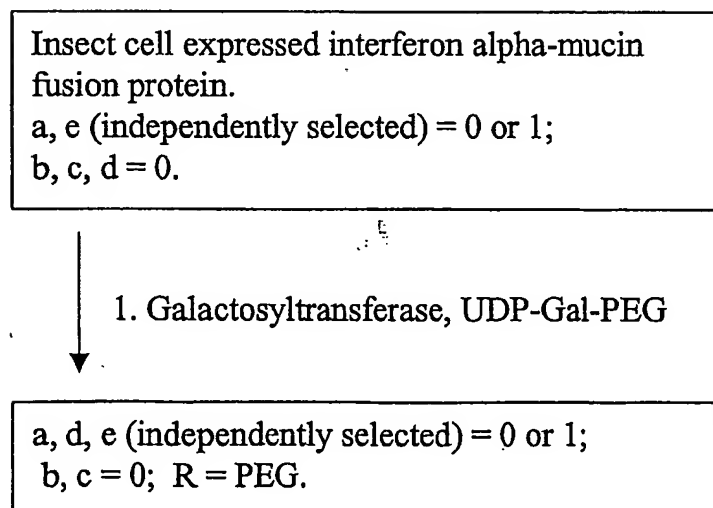 Insect cell expressed interferon alpha-mucin
fusion protein.
a, e (independently selected) = 0 or 1;
b, c, d = 0.
1. Galactosyltransferase, UDP-Gal-PEG
a, d, e (independently selected) = 0 or 1;
b, c = 0; R = PEG.